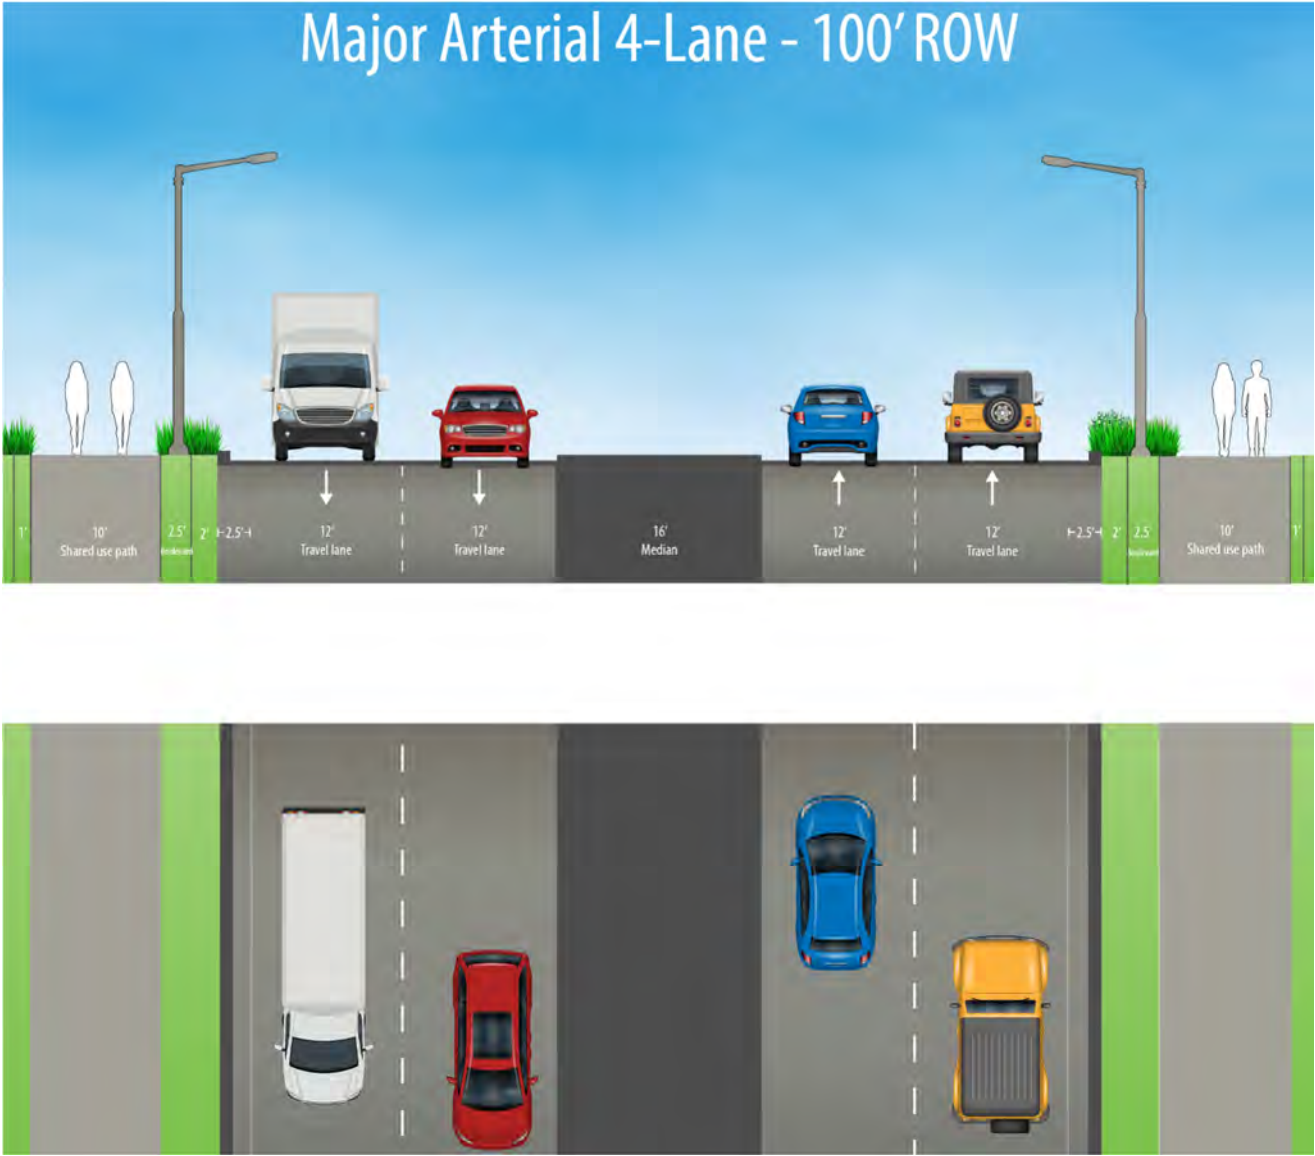 Major Arterial 4-Lane - 100' ROW
1'
10'
Shared use path
2.5'
2'
2.5'
12'
Travel lane
12'
Travel lane
16'
Median
12'
Travel lane
12'
Travel lane
2.5'
2'
2.5'
10'
Shared use path
1'